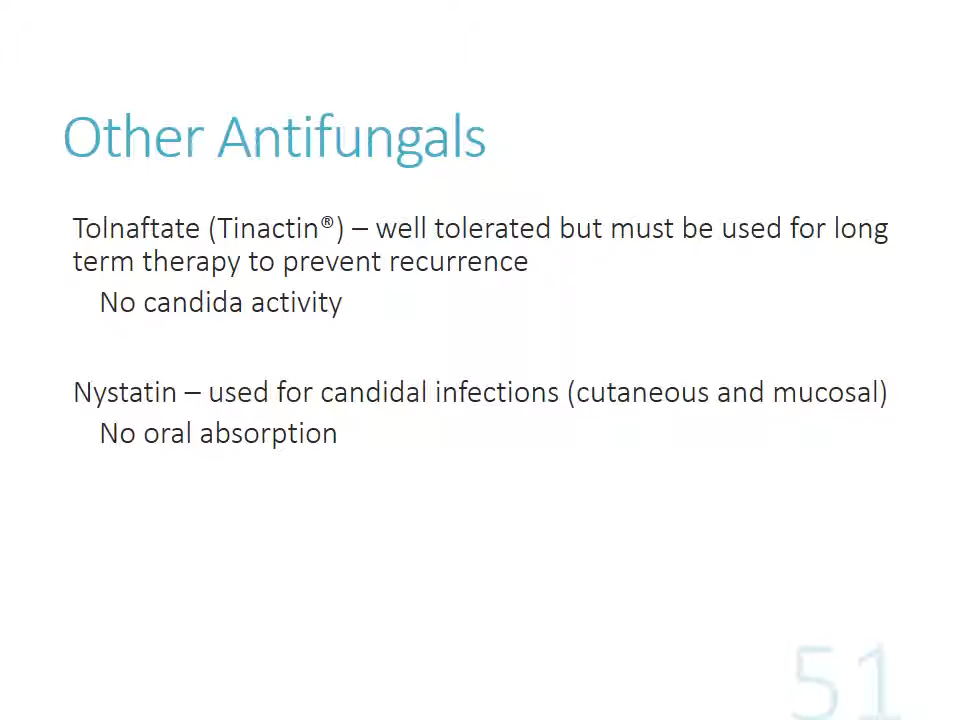 Other Antifungals
Tolnaftate (Tinactin®) – well tolerated but must be used for long
term therapy to prevent recurrence
No candida activity
Nystatin – used for candidal infections (cutaneous and mucosal)
No oral absorption
51